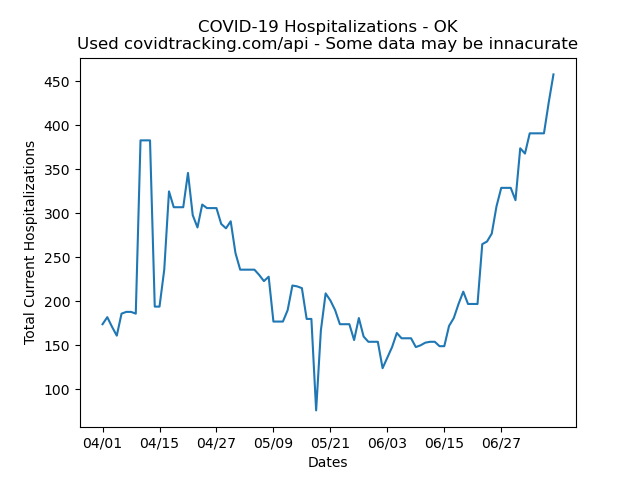 COVID-19 Hospitalizations - OK
Used covidtracking.com/api - Some data may be innacurate
Total Current Hospitalizations
450
400
350
300
250
200
150
100
04/01 04/15 04/27 05/09 05/21 06/03 06/15 06/27
Dates